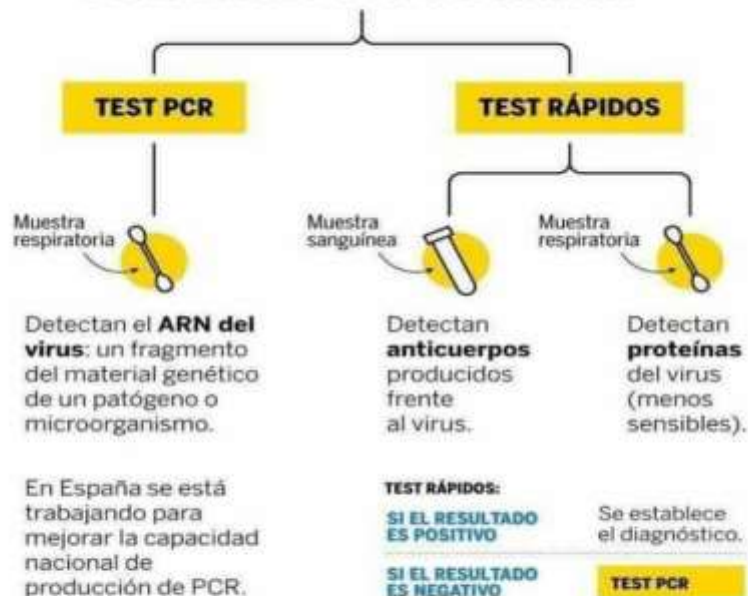 TEST PCR
TEST RÁPIDOS
Muestra
respiratoria
Detectan el ARN del
virus: un fragmento
del material genético
de un patógeno o
microorganismo.
En España se está
trabajando para
mejorar la capacidad
nacional de
producción de PCR.
Muestra
sanguínea
Detectan
anticuerpos
producidos
frente
al virus.
Muestra
respiratoria
Detectan
proteínas
del virus
(menos
sensibles).
TEST RÁPIDOS:
SI EL RESULTADO
ES POSITIVO
Se establece
el diagnóstico.
SI EL RESULTADO
ES NEGATIVO
TEST PCR